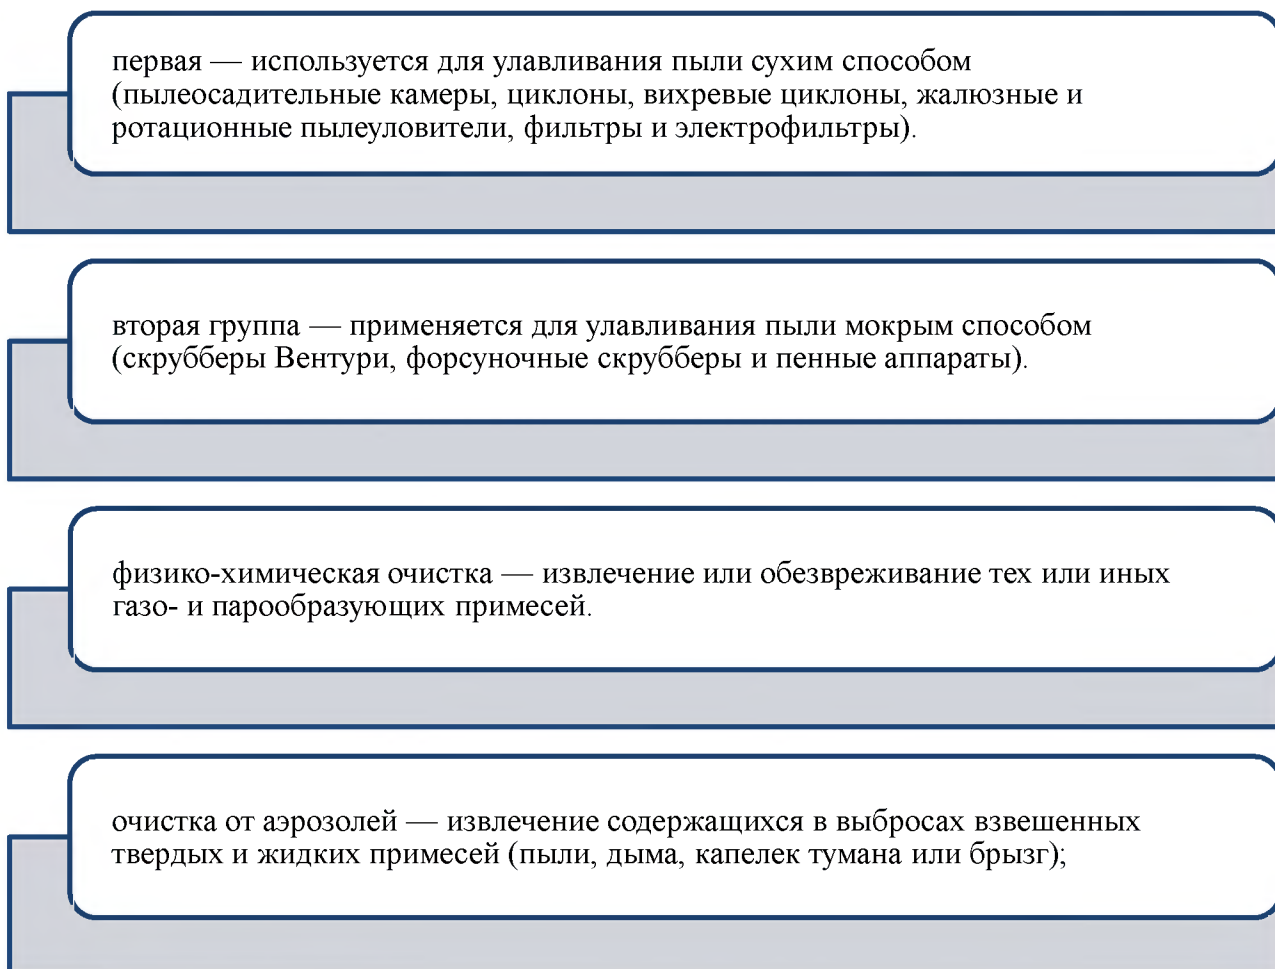 первая — используется для улавливания пыли сухим способом
(пылеосадительные камеры, циклоны, вихревые циклоны, жалюзные и
ротационные пылеуловители, фильтры и электрофильтры).
вторая группа — применяется для улавливания пыли мокрым способом
(скрубберы Вентури, форсуночные скрубберы и пенные аппараты).
физико-химическая очистка — извлечение или обезвреживание тех или иных
газо- и парообразующих примесей.
очистка от аэрозолей — извлечение содержащихся в выбросах взвешенных
твердых и жидких примесей (пыли, дыма, капелек тумана или брызг);